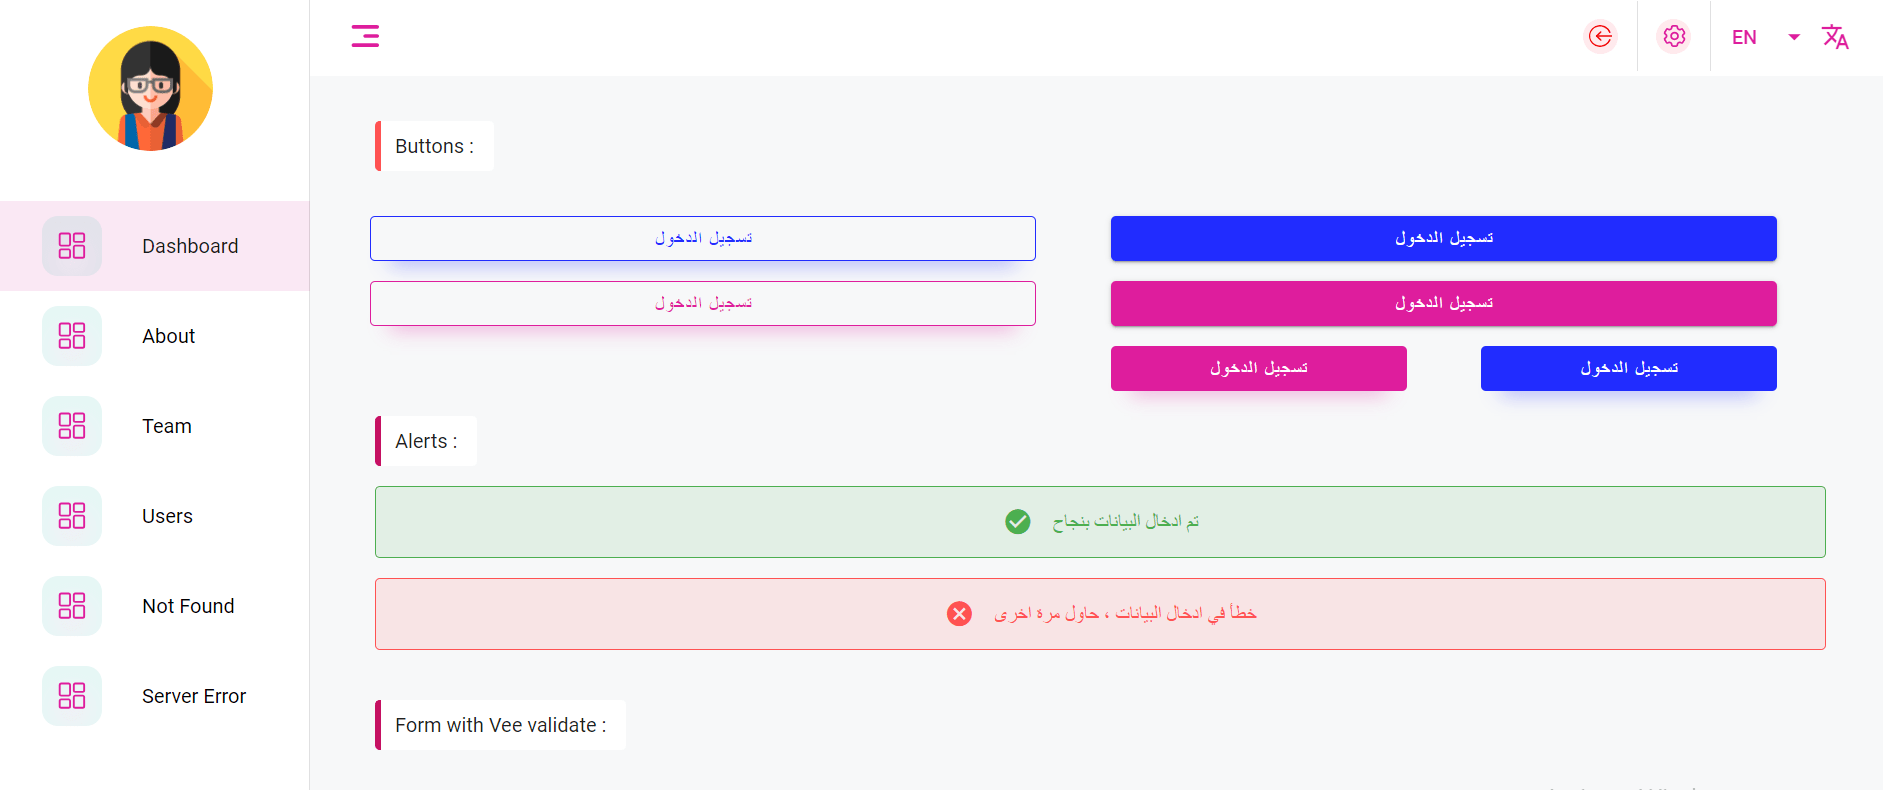 EN
Dashboard
About
Team
Users
Not Found
Server Error
Buttons :
تسجيل الدخول
تسجيل الدخول
تسجيل الدخول
تسجيل الدخول
تسجيل الدخول
تسجيل الدخول
Alerts :
تم ادخال البيانات بنجاح
خطأ في ادخال البيانات ، حاول مرة اخرى
Form with Vee validate :